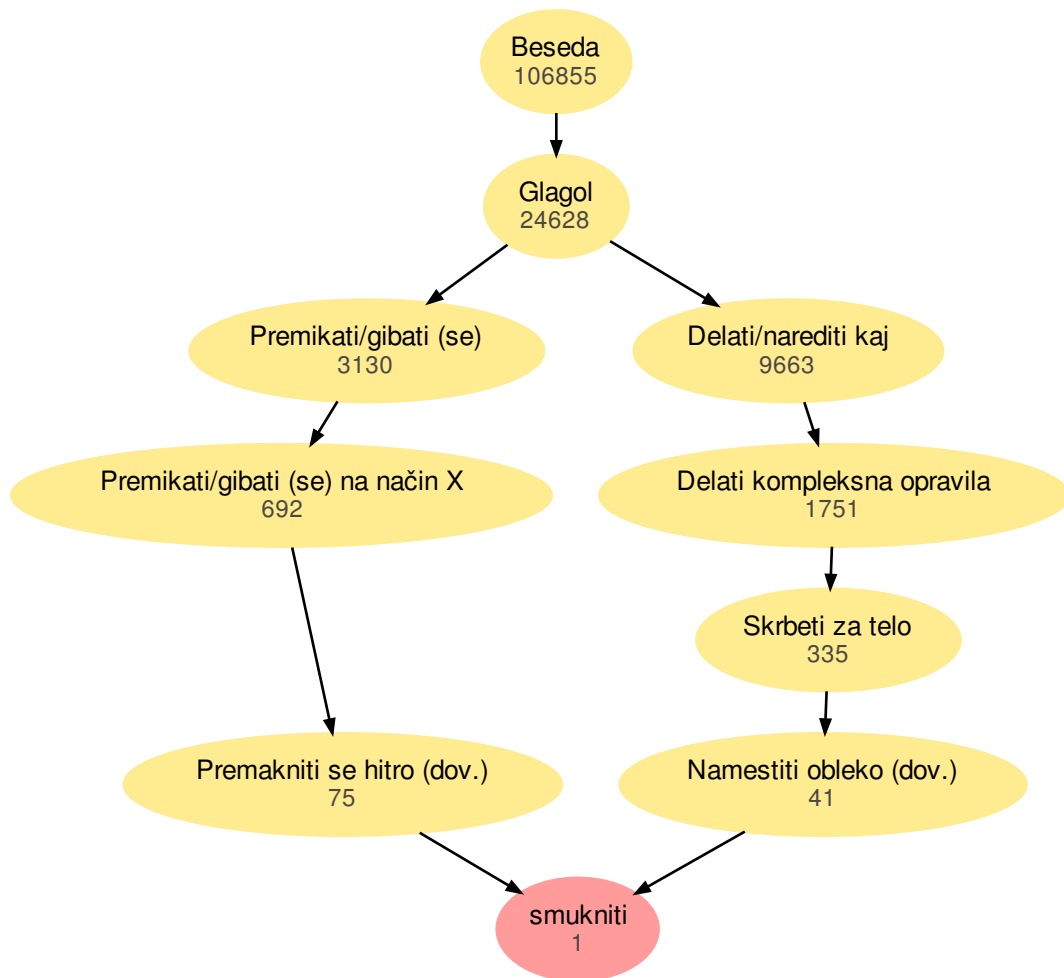 Beseda
106855
Glagol
24628
Premikati/gibati (se)
3130
Delati/narediti kaj
9663
Premikati/gibati (se) na način X
692
Delati kompleksna opravila
1751
Skrbeti za telo
335
Premakniti se hitro (dov.)
75
Namestiti obleko (dov.)
41
smukniti
1